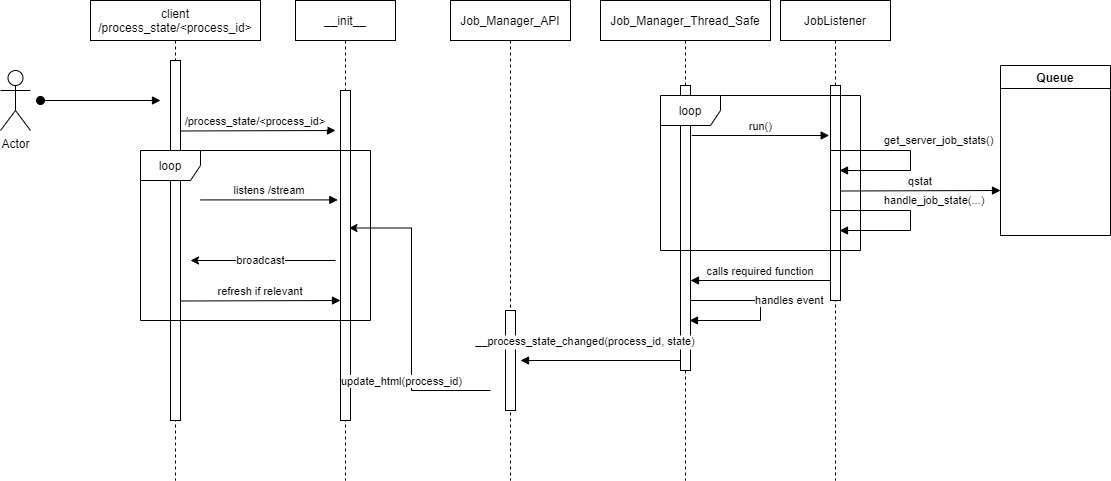 client
/process_state/<process_id>
__init__
Job_Manager_API
Job_Manager_Thread_Safe
JobListener
Queue
Actor
/process_state/<process_id>
loop
listens /stream
broadcast
refresh if relevant
loop
run()
get_server_job_stats()
qstat
handle_job_state(...)
calls required function
handles event
__process_state_changed(process_id, state)
update_html(process_id)